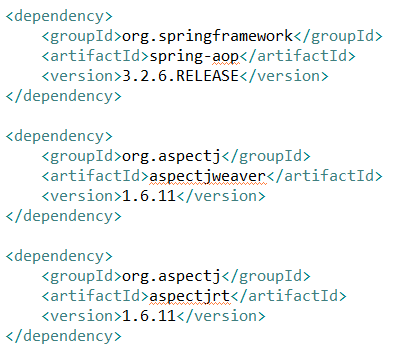 <dependency>
    <groupId>org.springframework</groupId>
    <artifactId>spring-aop</artifactId>
    <version>3.2.6.RELEASE</version>
</dependency>

<dependency>
    <groupId>org.aspectj</groupId>
    <artifactId>aspectjweaver</artifactId>
    <version>1.6.11</version>
</dependency>

<dependency>
    <groupId>org.aspectj</groupId>
    <artifactId>aspectjrt</artifactId>
    <version>1.6.11</version>
</dependency>